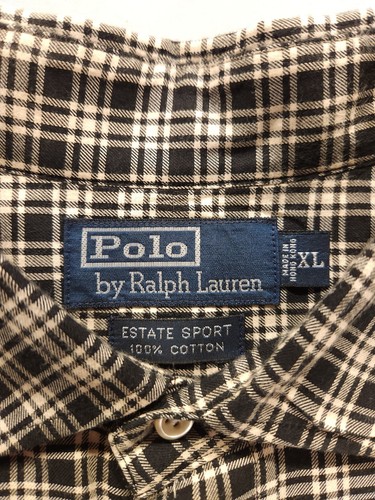 Polo
by Ralph Lauren
MADE IN
HONG KONG
XL
ESTATE SPORT
100% COTTON